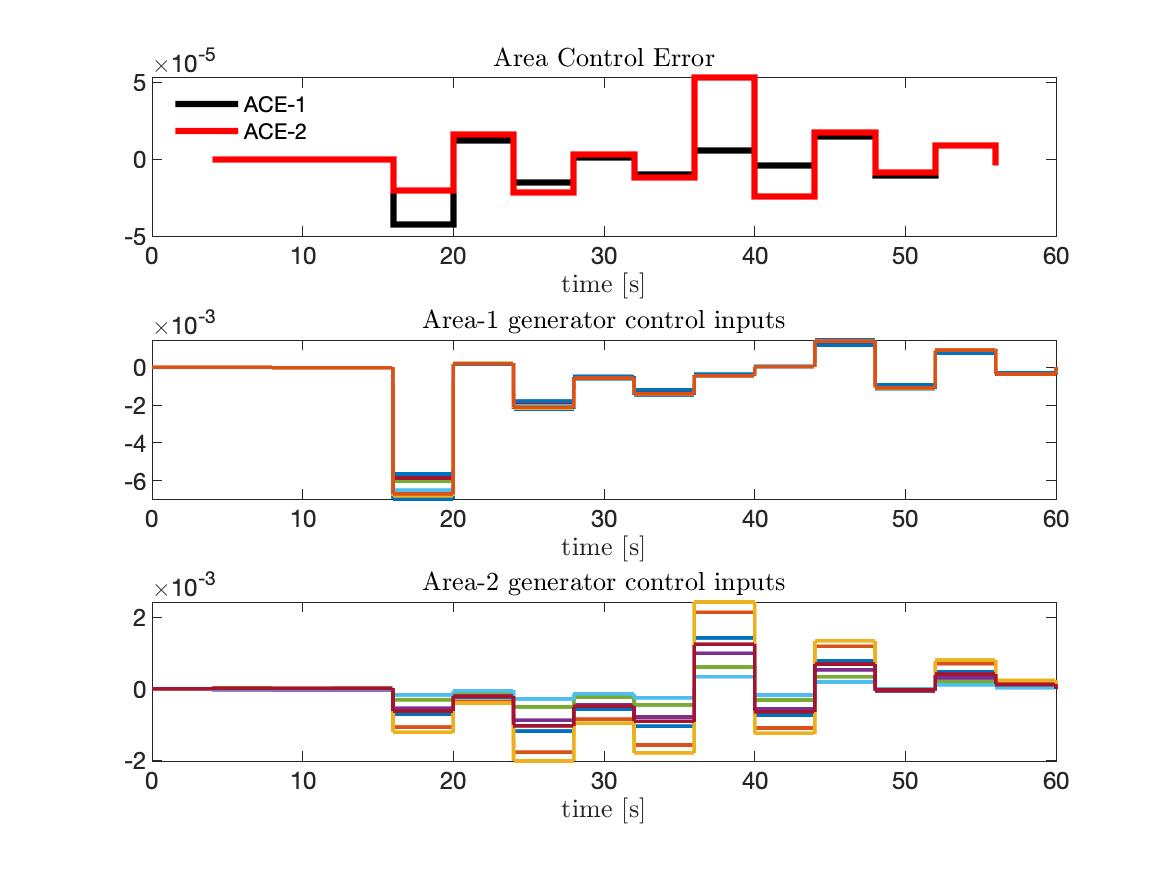 ×10-5
Area Control Error
5
0
-5
ACE-1
ACE-2
0 10 20 30 40 50 60
time [s]
×10-3
Area-1 generator control inputs
0
-2
-4
-6
0 10 20 30 40 50 60
time [s]
×10-3
Area-2 generator control inputs
2
0
-2
0 10 20 30 40 50 60
time [s]